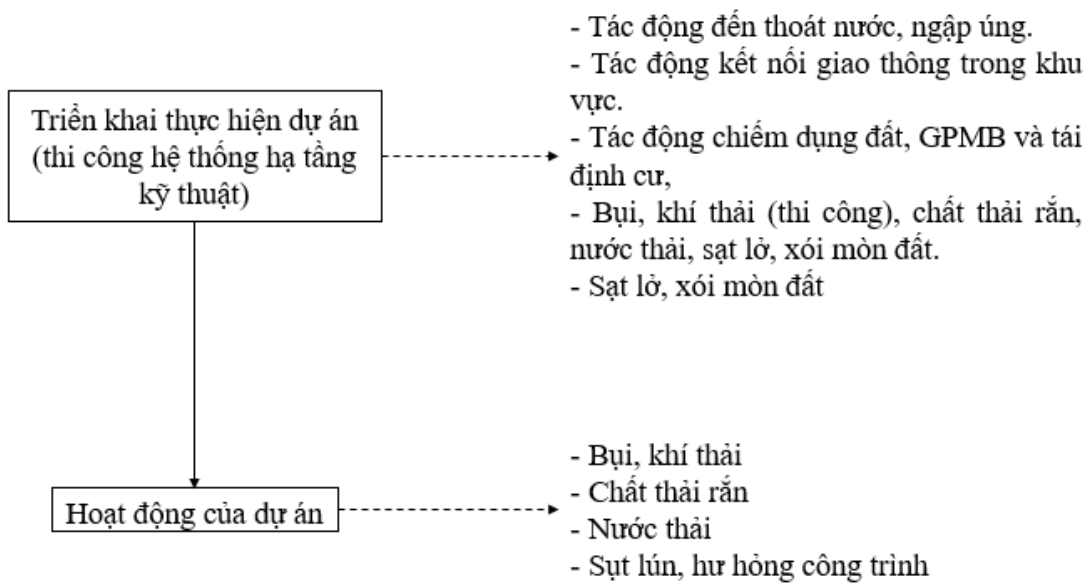 Triển khai thực hiện dự án
(thi công hệ thống hạ tầng
kỹ thuật)
- Tác động đến thoát nước, ngập úng.
- Tác động kết nối giao thông trong khu
vực.
- Tác động chiếm dụng đất, GPMB và tái
định cư,
- Bụi, khí thải (thi công), chất thải rắn,
nước thải, sạt lở, xói mòn đất.
- Sạt lở, xói mòn đất
Hoạt động của dự án
- Bụi, khí thải
- Chất thải rắn
- Nước thải
- Sụt lún, hư hỏng công trình